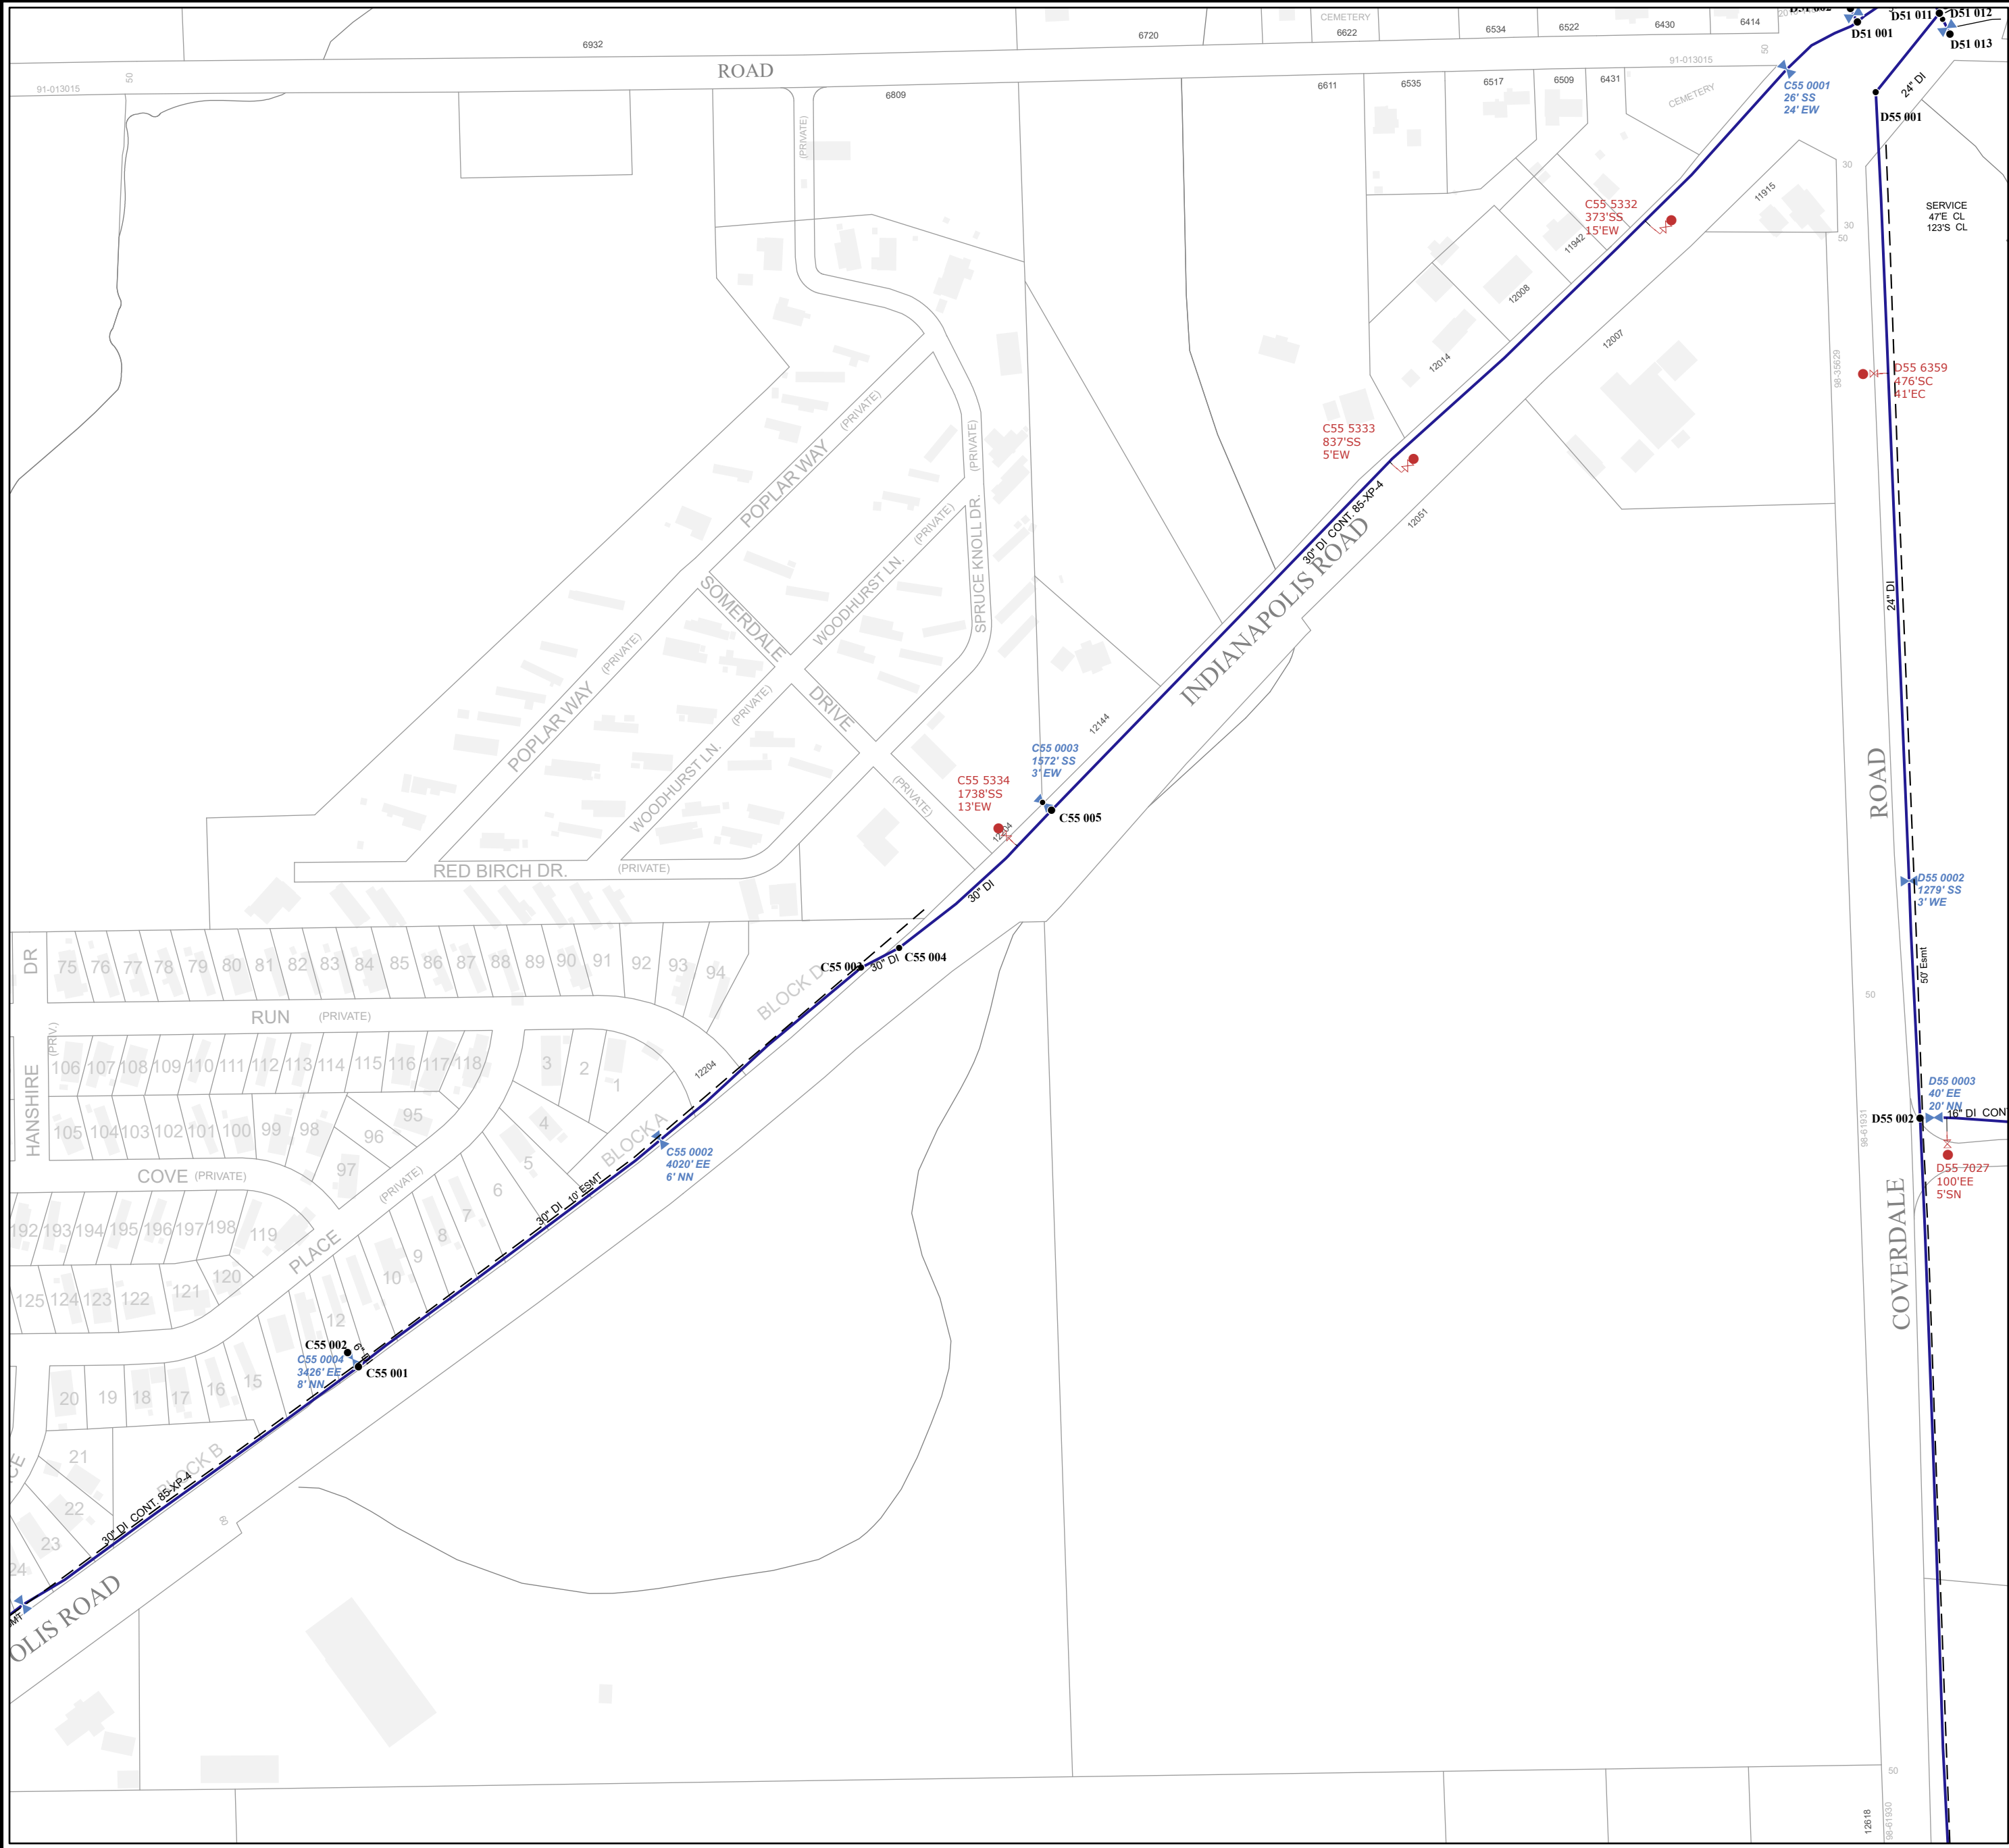 CEMETERY
6932
6720
6622
6534
6522
6430
6414
D51 011
D51 012
D51 001
D51 013
ROAD
50
50
91-013015
91-013015
6809
6611
6535
6517
6509
6431
CEMETERY
C55 0001
26' SS
24' EW
24" DI
D55 001
(PRIVATE)
30
30
50
11915
SERVICE
47'E CL
123'S CL
C55 5332
373'SS
15'EW
11942
12008
12014
12007
98-35629
D55 6359
476'SC
41'EC
C55 5333
837'SS
5'EW
POPLAR WAY
(PRIVATE)
(PRIVATE)
SPRUCE KNOLL DR.
WOODHURST LN.
(PRIVATE)
30" DI CONT. 85-XP-4
12051
INDIANAPOLIS ROAD
24" DI
SOMERDALE
DRIVE
POPLAR WAY
(PRIVATE)
WOODHURST LN.
(PRIVATE)
(PRIVATE)
12144
C55 0003
1572' SS
3' EW
C55 5334
1738'SS
13'EW
12204
C55 005
ROAD
RED BIRCH DR.
(PRIVATE)
30" DI
D55 0002
1279' SS
3' WE
50' Esmt
50
DR
75
76
77
78
79
80
81
82
83
84
85
86
87
88
89
90
91
92
93
94
BLOCK D
C55 003
30" DI
C55 004
RUN
(PRIVATE)
(PRIV.)
HANSHIRE
106
107
108
109
110
111
112
113
114
115
116
117
118
3
2
1
12204
105
104
103
102
101
100
99
98
96
95
97
4
5
6
7
8
9
10
12
BLOCK A
C55 0002
4020' EE
6' NN
D55 0003
40' EE
20' NN
D55 002
16" DI CONT
98-61931
D55 7027
100'EE
5'SN
COVERDALE
COVE
(PRIVATE)
(PRIVATE)
PLACE
192
193
194
195
196
197
198
119
120
125
124
123
122
121
30" DI 10' ESMT
C55 002
C55 0004
3426' EE
8' NN
C55 001
20
19
18
17
16
15
21
22
23
24
BLOCK B
30" DI CONT. 85-XP-4
60
OLIS ROAD
50
12618
98-61930